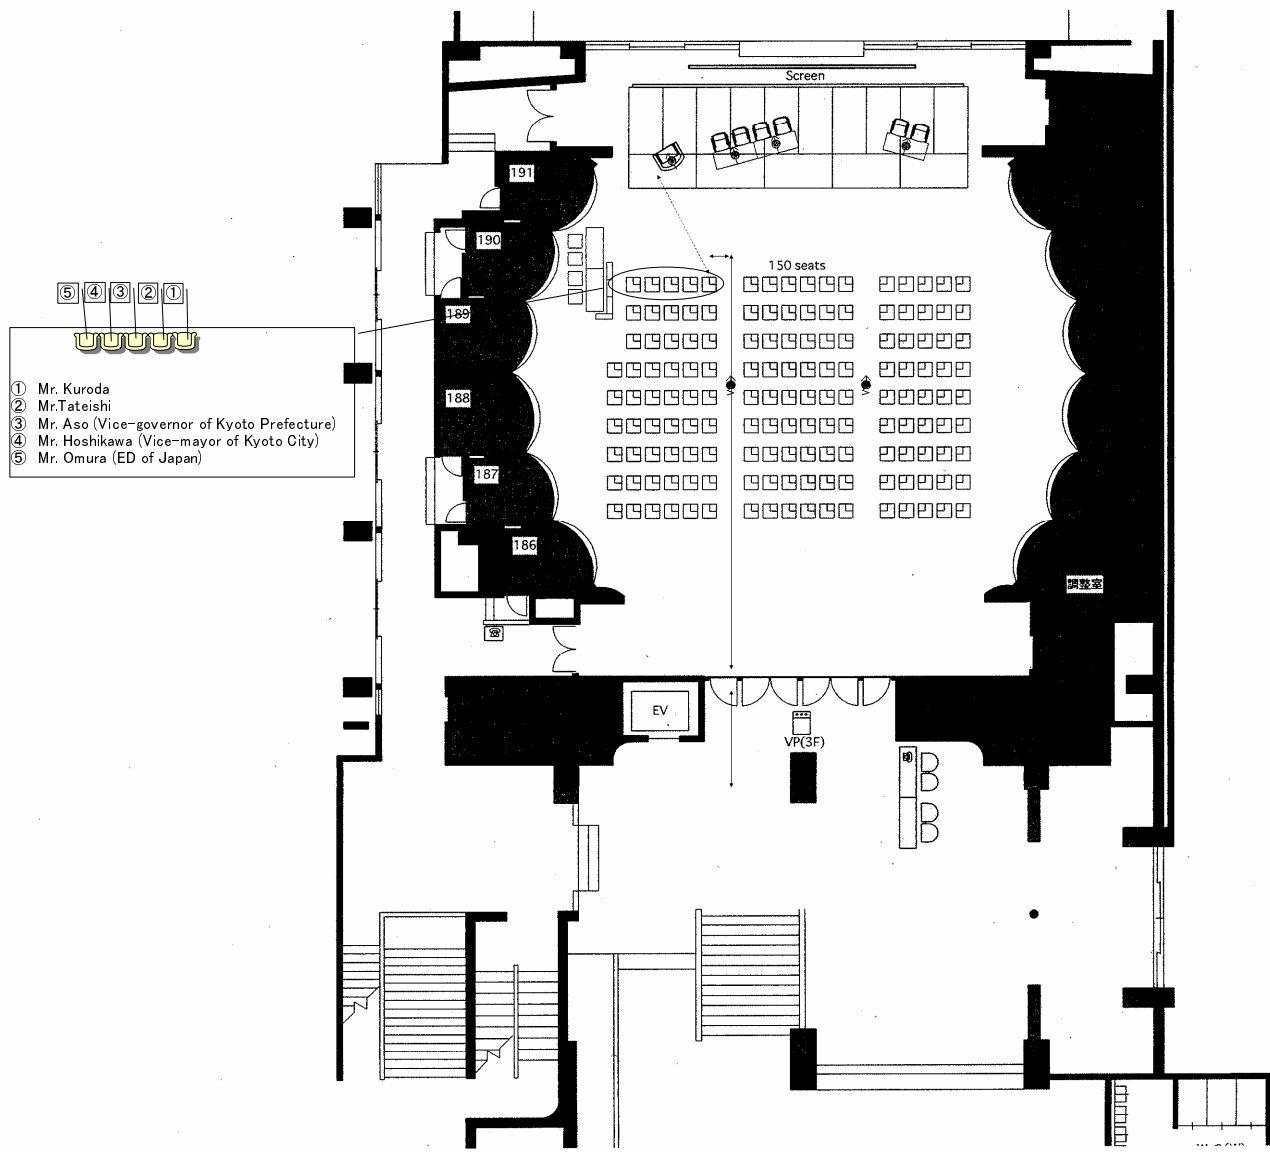 Screen
191
190
150 seats
⑤ ④ ③ ② ①
189
① Mr. Kuroda
② Mr.Tateishi
③ Mr. Aso (Vice-governor of Kyoto Prefecture)
④ Mr. Hoshikawa (Vice-mayor of Kyoto City)
⑤ Mr. Omura (ED of Japan)
188
187
186
調整室
EV
VP(3F)